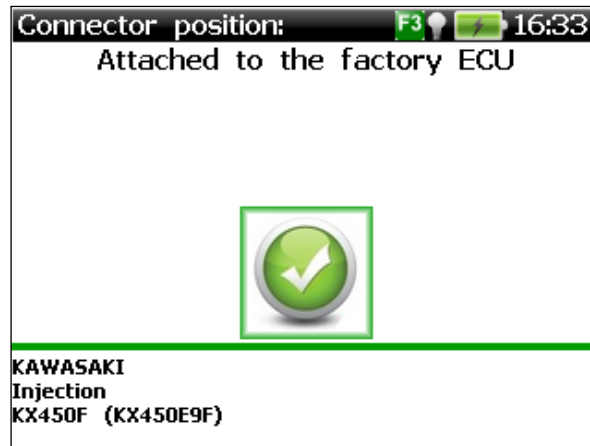 Connector position: F3 16:33
Attached to the factory ECU
KAWASAKI
Injection
KX450F (KX450E9F)